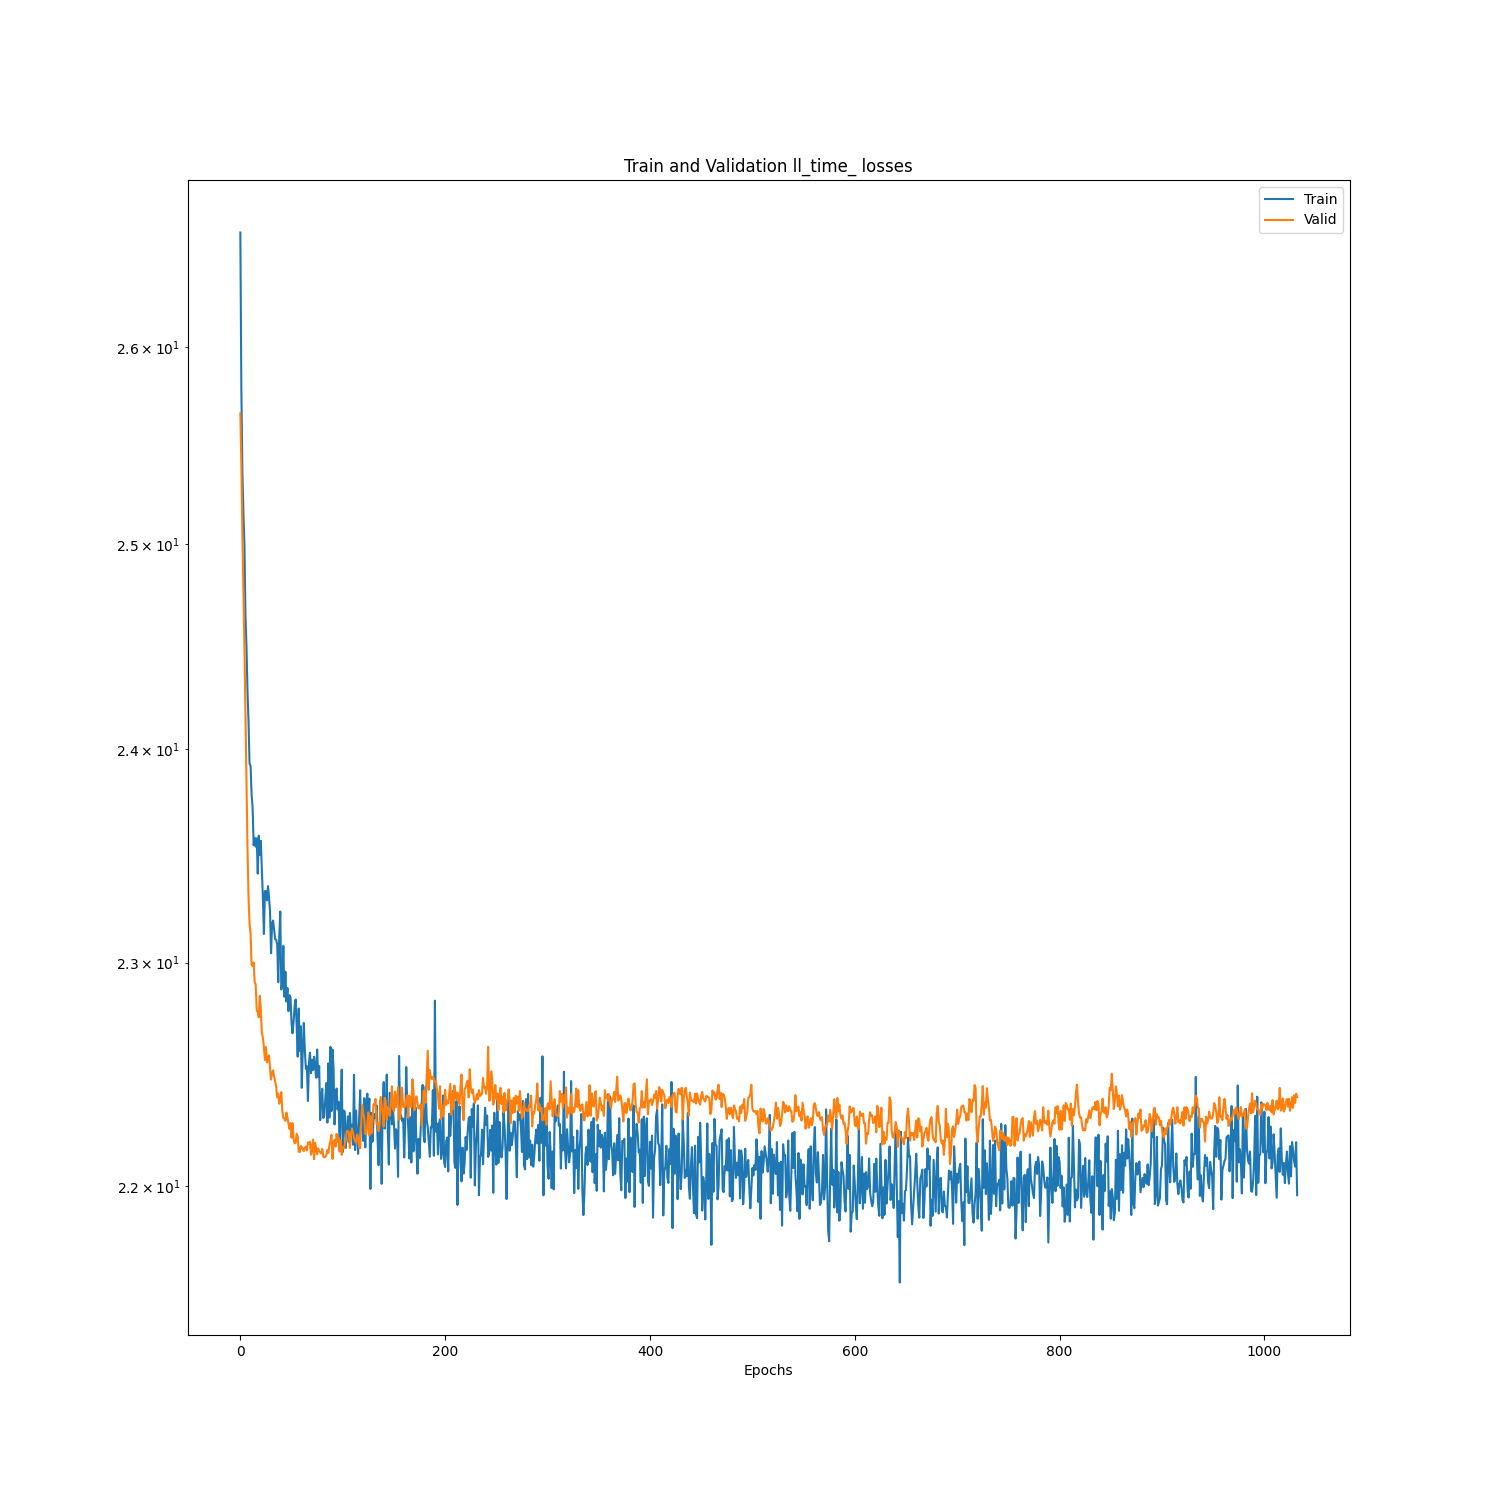 Train and Validation ll_time_ losses
Train
Valid
2.6 × 10¹
2.5 × 10¹
2.4 × 10¹
2.3 × 10¹
2.2 × 10¹
0 200 400 600 800 1000
Epochs